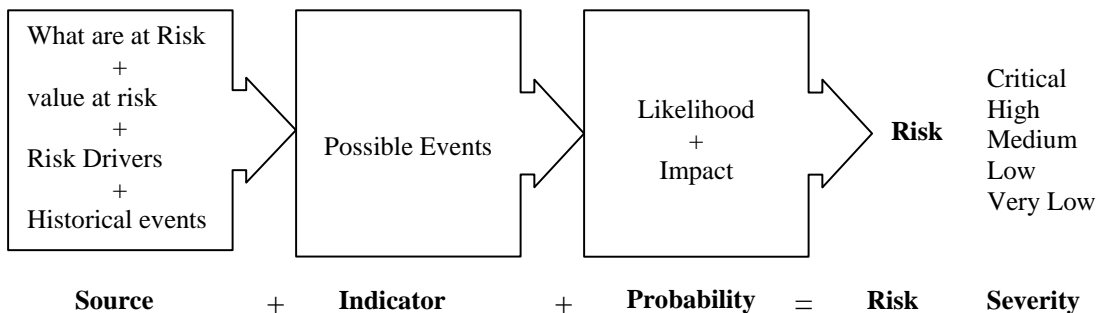 What are at Risk
+
value at risk
+
Risk Drivers
+
Historical events
Possible Events
Likelihood
+
Impact
Risk
Critical
High
Medium
Low
Very Low
Source + Indicator + Probability = Risk Severity